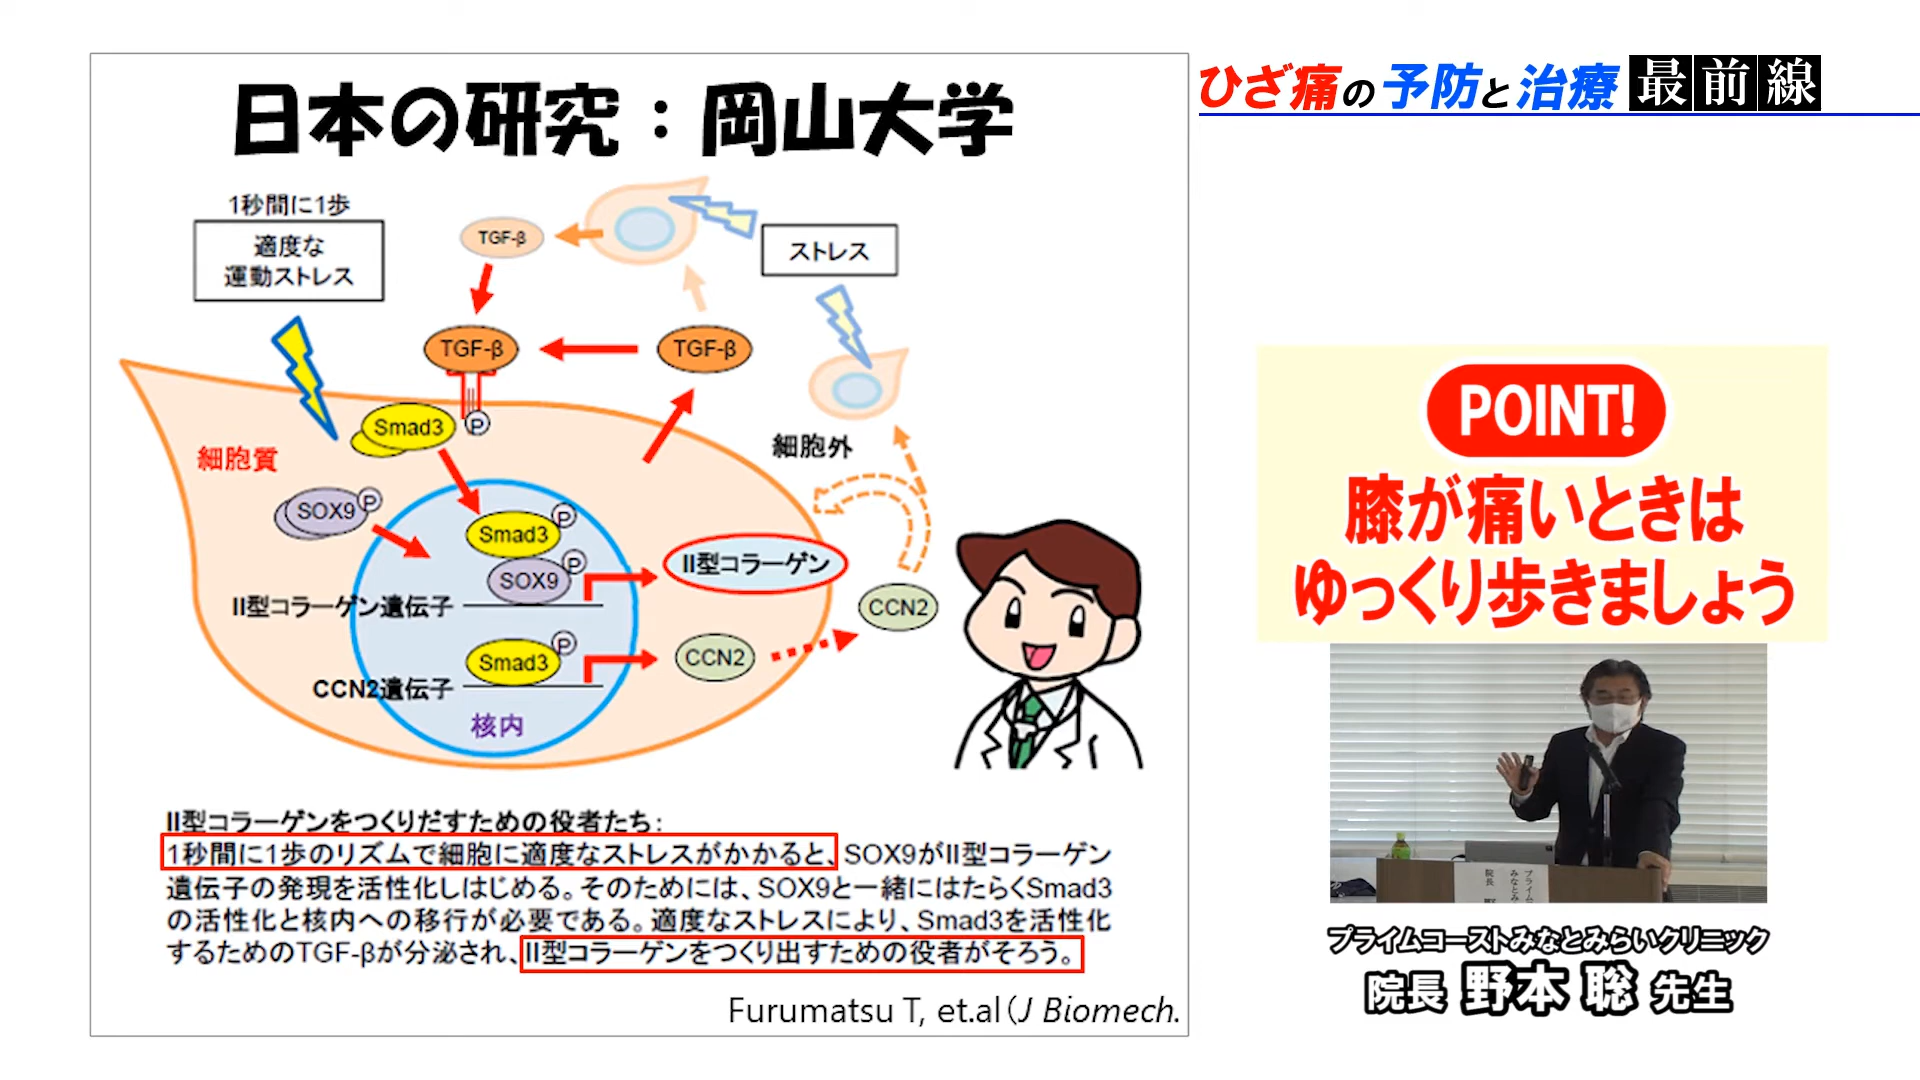 日本の研究：岡山大学
1秒間に1歩
適度な
運動ストレス
TGF-β
ストレス
TGF-β
TGF-β
Smad3
P
細胞質
細胞外
SOX9
P
Smad3
P
SOX9
P
II型コラーゲン
II型コラーゲン遺伝子
CCN2
Smad3
P
CCN2
CCN2遺伝子
核内
II型コラーゲンをつくりだすための役者たち：
1秒間に1歩のリズムで細胞に適度なストレスがかかると、SOX9がII型コラーゲン
遺伝子の発現を活性化しはじめる。そのためには、SOX9と一緒にはたらくSmad3
の活性化と核内への移行が必要である。適度なストレスにより、Smad3を活性化
するためのTGF-βが分泌され、II型コラーゲンをつくり出すための役者がそろう。
Furumatsu T, et.al（J Biomech.
ひざ痛の予防と治療最前線
POINT!
膝が痛いときは
ゆっくり歩きましょう
プライムコーストみなとみらいクリニック
院長 野本 聡 先生